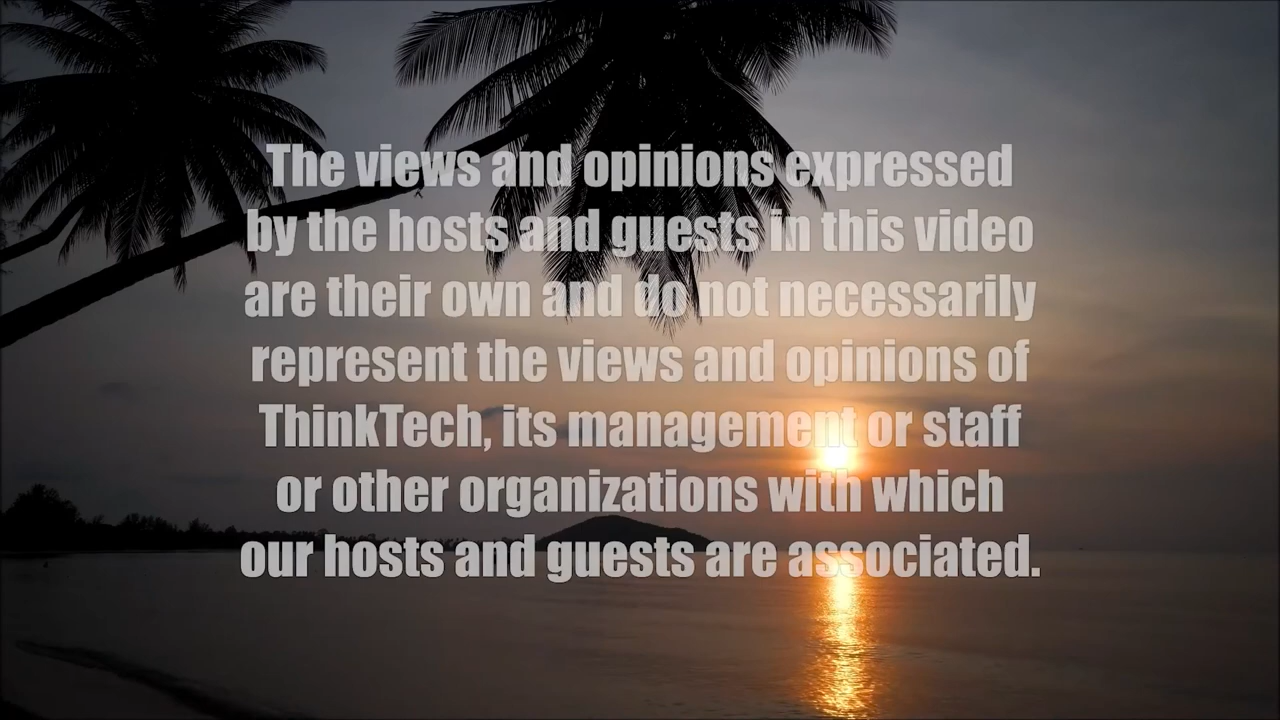 The views and opinions expressed
by the hosts and guests in this video
are their own and do not necessarily
represent the views and opinions of
ThinkTech, its management or staff
or other organizations with which
our hosts and guests are associated.